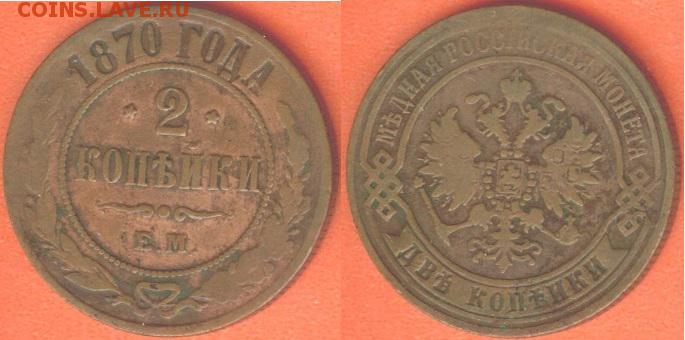 COINS.LAVE.RU
1870 ГОДА
2
КОПѢЙКИ
Е.М.
МѢДНАЯ РОССІЙСКАЯ МОНЕТА
ДВѢ КОПѢЙКИ